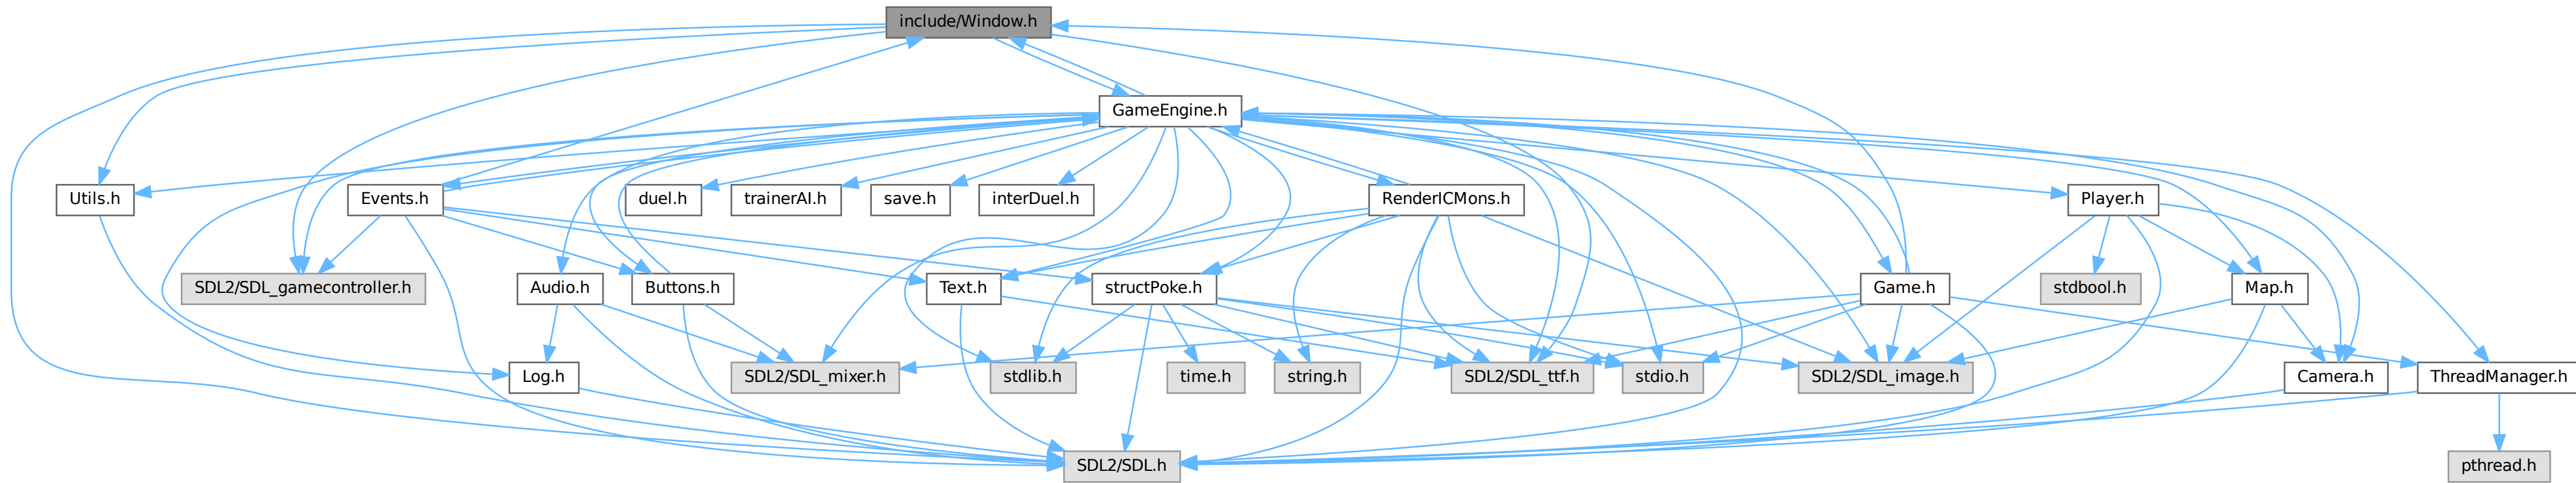 include/Window.h
GameEngine.h
Utils.h
Events.h
duel.h
trainerAI.h
save.h
interDuel.h
RenderICMons.h
Player.h
SDL2/SDL_gamecontroller.h
Audio.h
Buttons.h
Text.h
structPoke.h
Game.h
stdbool.h
Map.h
Log.h
SDL2/SDL_mixer.h
stdlib.h
time.h
string.h
SDL2/SDL_ttf.h
stdio.h
SDL2/SDL_image.h
Camera.h
ThreadManager.h
SDL2/SDL.h
pthread.h